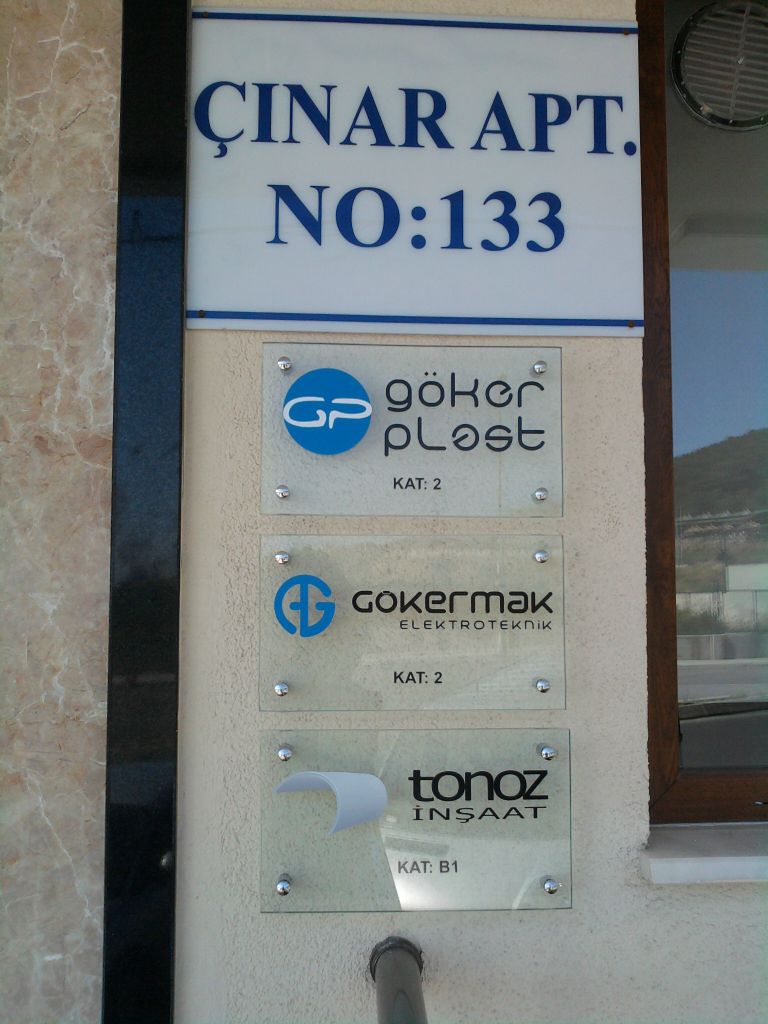 ÇINAR APT.
NO:133
GP
göker
plast
KAT: 2
GÖKERMAK
ELEKTROTEKNİK
KAT: 2
tonoz
İNŞAAT
KAT: B1